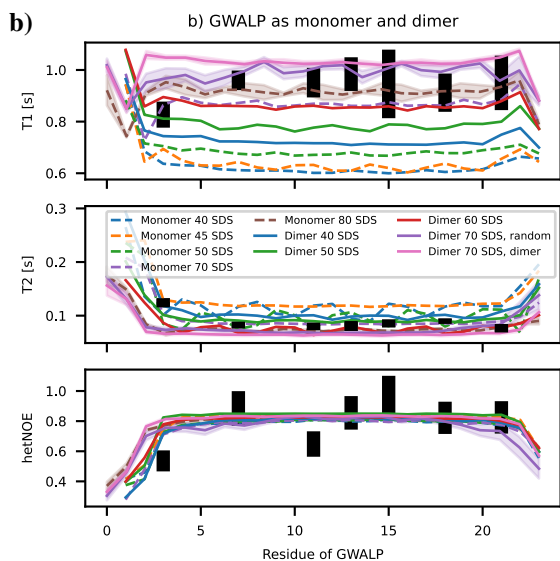 b)
b) GWALP as monomer and dimer
T1 [s]
1.0
0.8
0.6
T2 [s]
0.3
0.2
0.1
Monomer 40 SDS
Monomer 45 SDS
Monomer 50 SDS
Monomer 70 SDS
Monomer 80 SDS
Dimer 40 SDS
Dimer 50 SDS
Dimer 60 SDS
Dimer 70 SDS, random
Dimer 70 SDS, dimer
hetNOE
1.0
0.8
0.6
0.4
0 5 10 15 20
Residue of GWALP